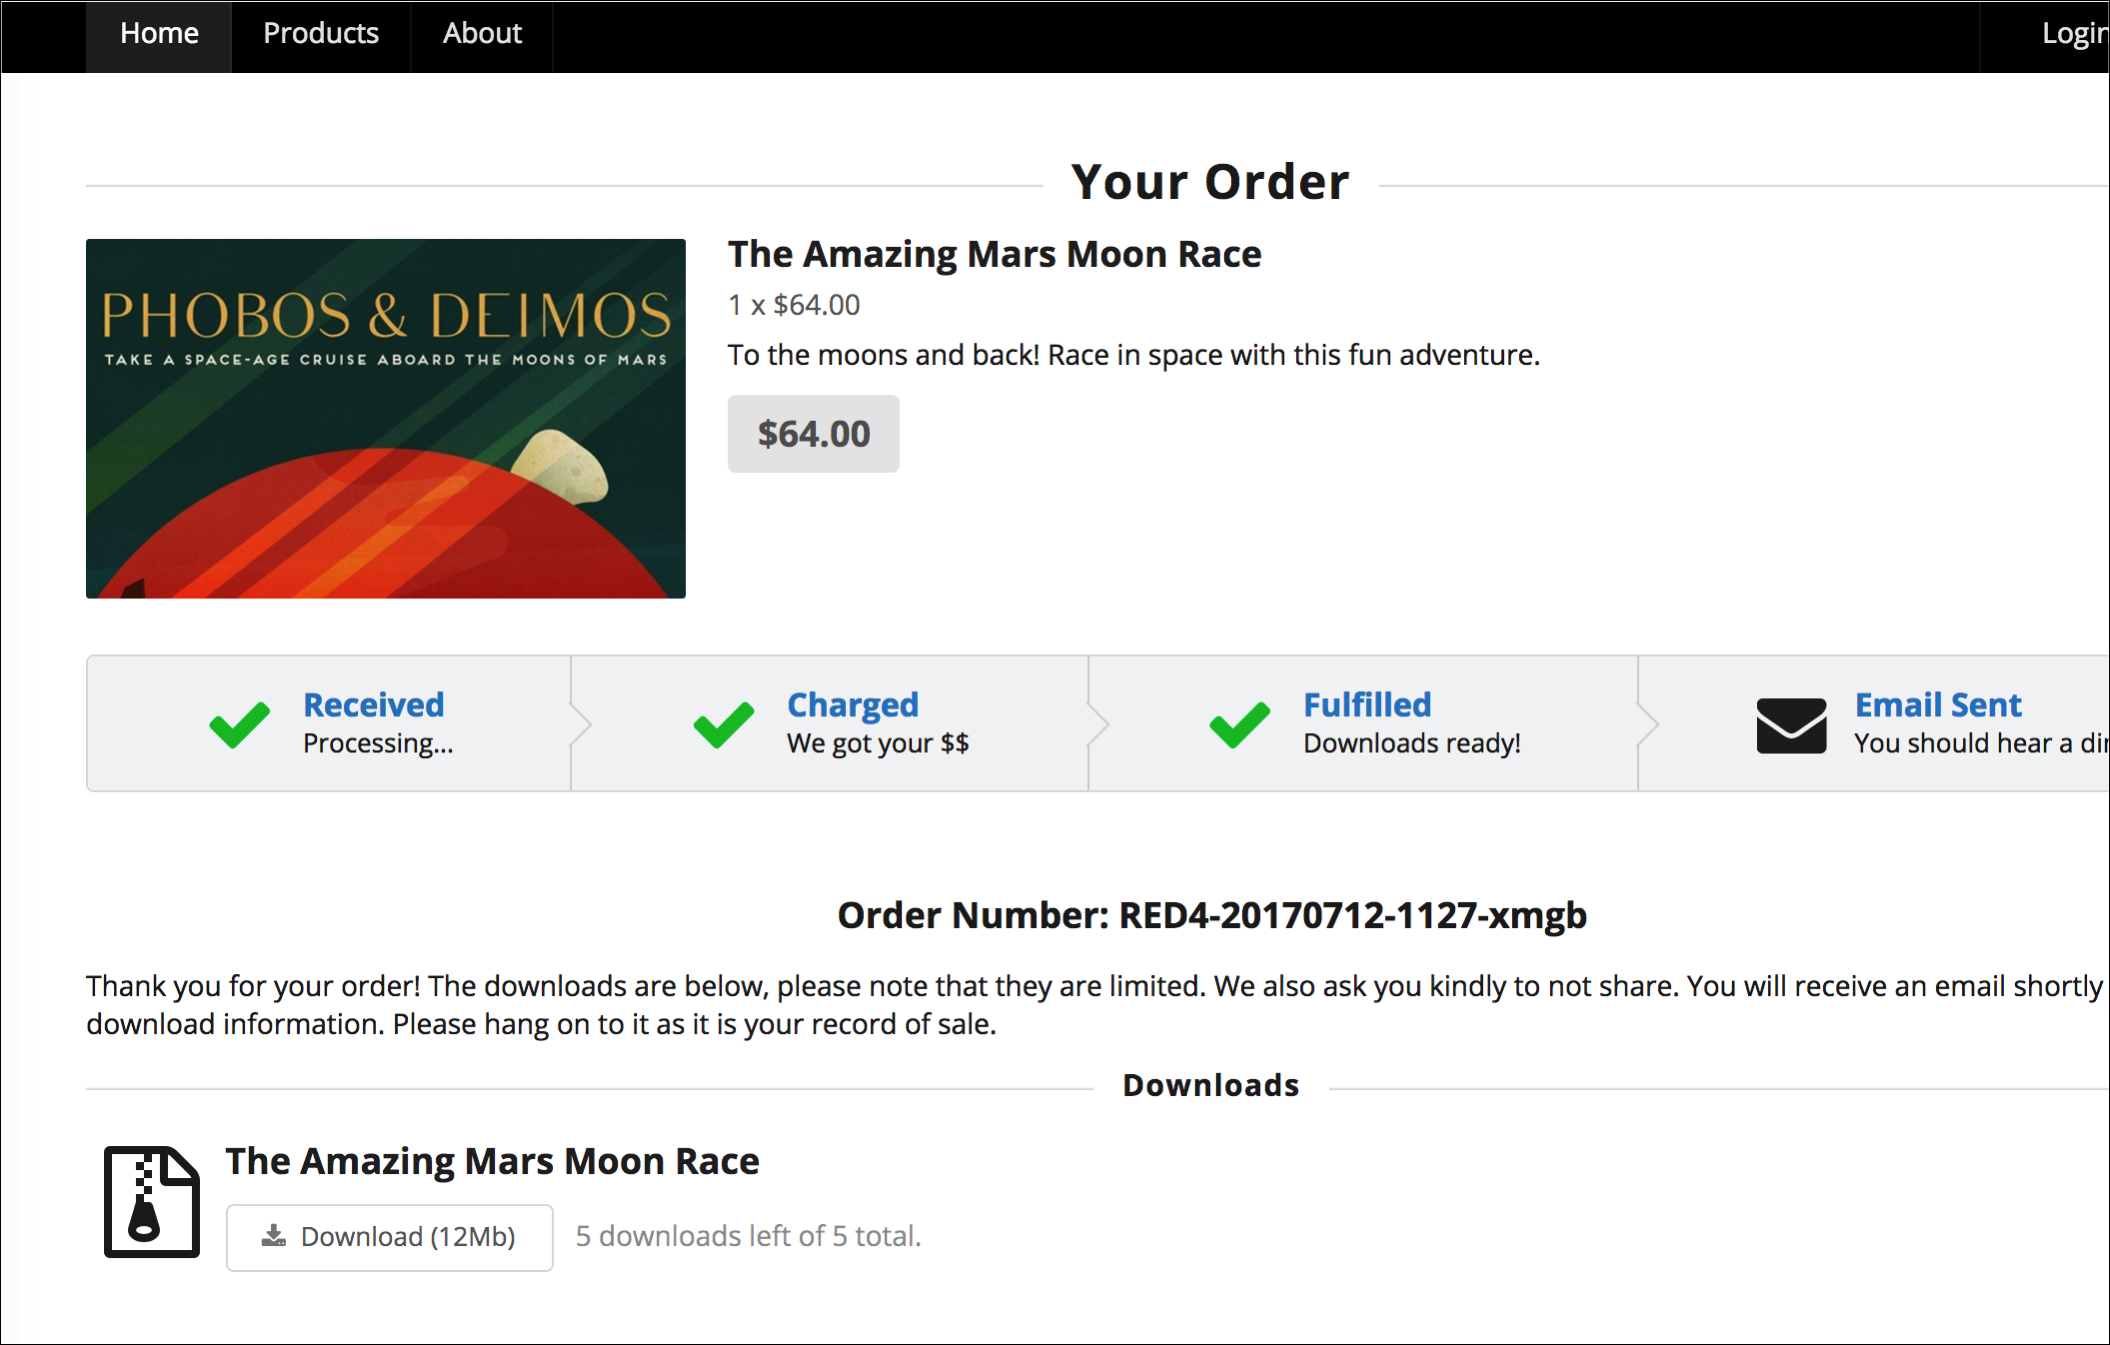 Home Products About Login
Your Order
PHOBOS & DEIMOS
TAKE A SPACE-AGE CRUISE ABOARD THE MOONS OF MARS
The Amazing Mars Moon Race
1 x $64.00
To the moons and back! Race in space with this fun adventure.
$64.00
Received
Processing...
Charged
We got your $$
Fulfilled
Downloads ready!
Email Sent
You should hear a
Order Number: RED4-20170712-1127-xmgb
Thank you for your order! The downloads are below, please note that they are limited. We also ask you kindly to not share. You will receive an email shortly
download information. Please hang on to it as it is your record of sale.
Downloads
The Amazing Mars Moon Race
Download (12Mb)
5 downloads left of 5 total.